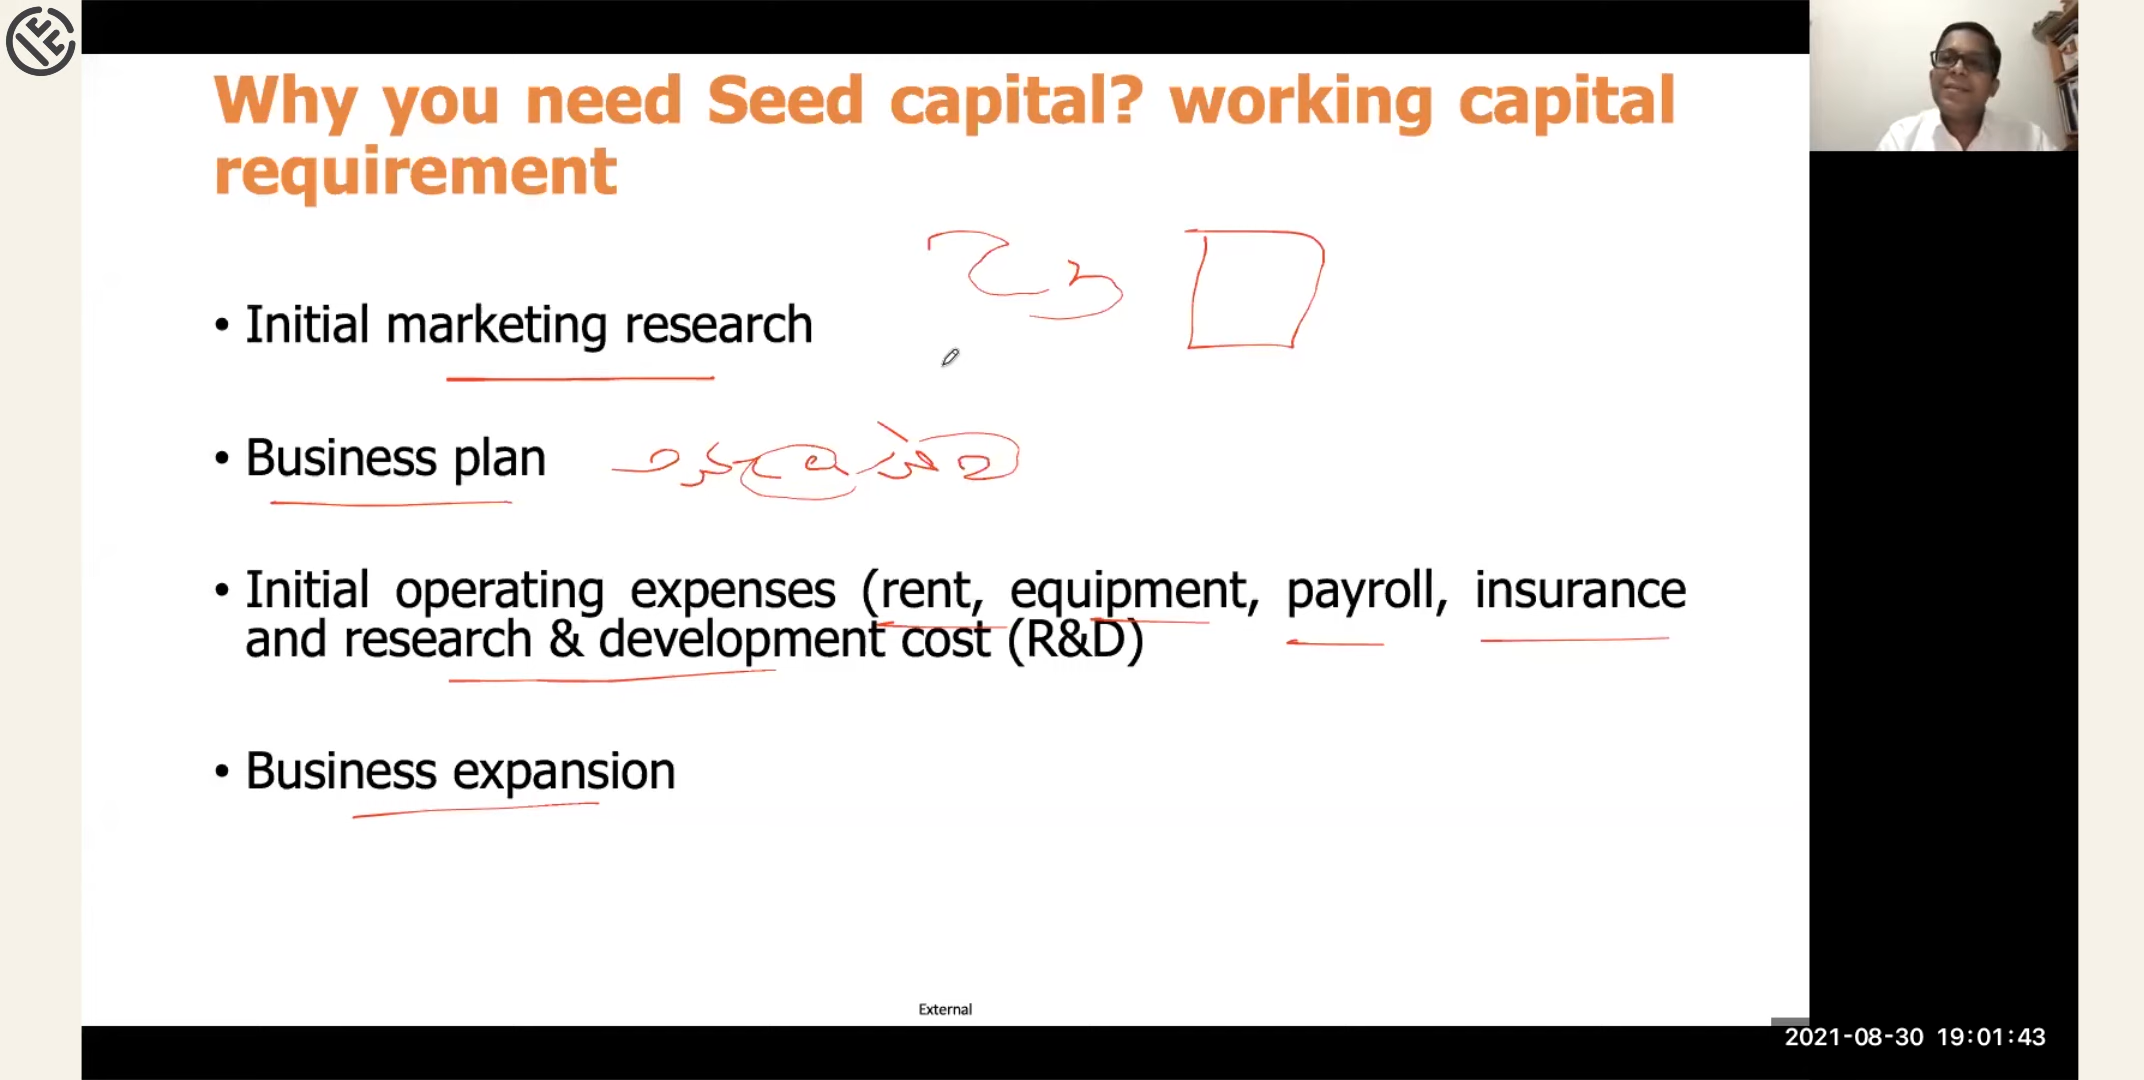 Why you need Seed capital? working capital
requirement
• Initial marketing research
• Business plan
• Initial operating expenses (rent, equipment, payroll, insurance
and research & development cost (R&D)
• Business expansion
External
2021-08-30 19:01:43